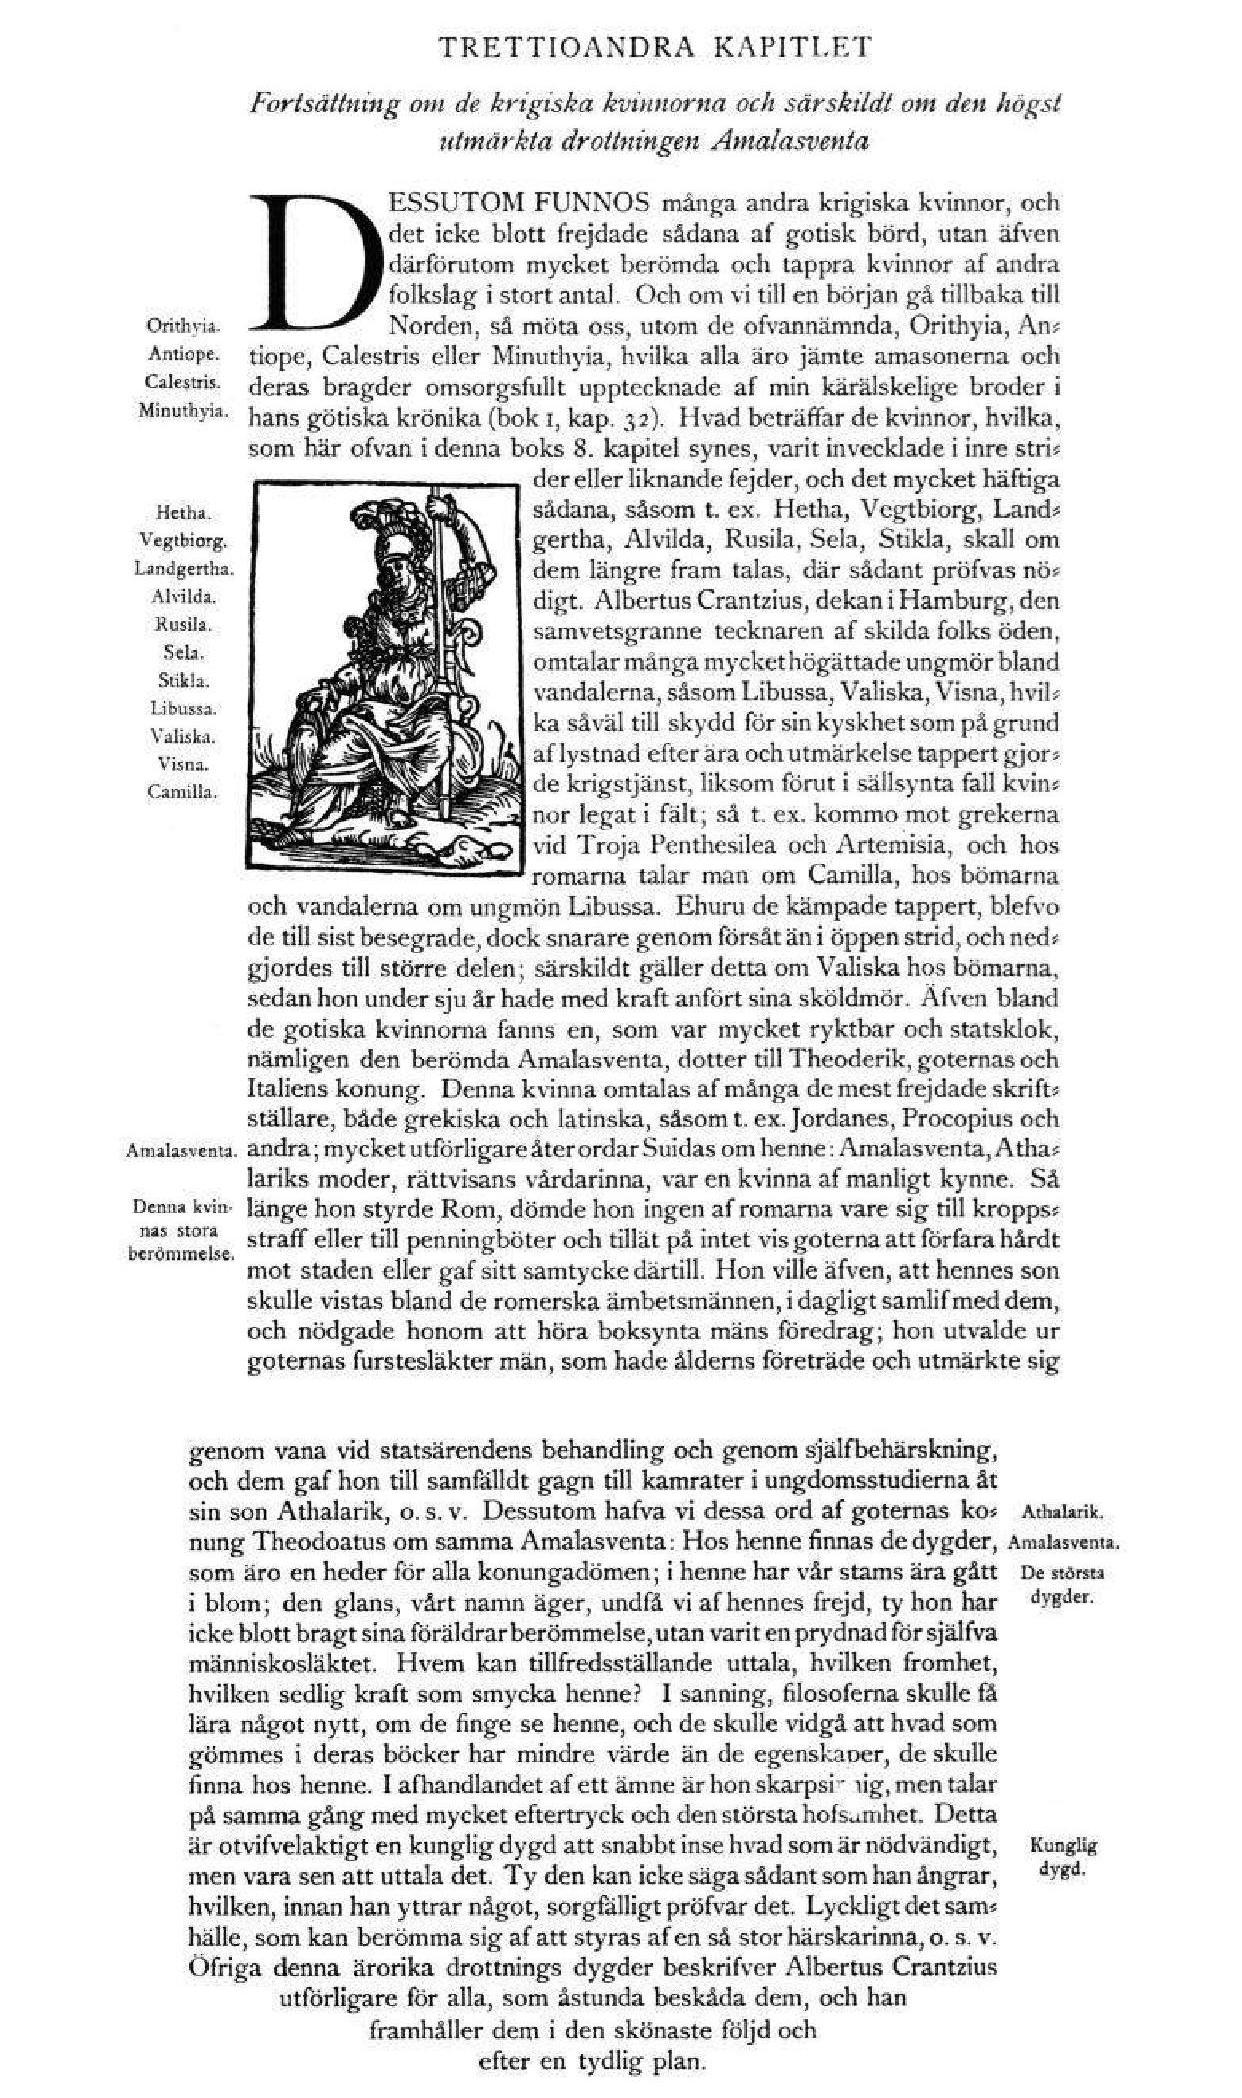 TRETTIOANDRA KAPITLET
Fortsättning om de krigiska kvinnorna och särskildt om den högst
utmärkta drottningen Amalasventa
DESSUTOM FUNNOS många andra krigiska kvinnor, och
det icke blott frejdade sådana af gotisk börd, utan äfven
därförutom mycket berömda och tappra kvinnor af andra
folkslag i stort antal. Och om vi till en början gå tillbaka till
Orithyia.
Norden, så möta oss, utom de ofvannämnda, Orithyia, An⸗
Antiope.
tiope, Calestris eller Minuthyia, hvilka alla äro jämte amasonerna och
Calestris.
deras bragder omsorgsfullt upptecknade af min kärälskelige broder i
Minuthyia.
hans götiska krönika (bok 1, kap. 32). Hvad beträffar de kvinnor, hvilka,
som här ofvan i denna boks 8. kapitel synes, varit invecklade i inre stri⸗
der eller liknande fejder, och det mycket häftiga
Hetha.
sådana, såsom t. ex. Hetha, Vegtbiorg, Land⸗
Vegtbiorg.
gertha, Alvilda, Rusila, Sela, Stikla, skall om
Landgertha.
dem längre fram talas, där sådant pröfvas nö⸗
Alvilda.
digt. Albertus Crantzius, dekan i Hamburg, den
Rusila.
samvetsgranne tecknaren af skilda folks öden,
Sela.
omtalar många mycket högättade ungmör bland
Stikla.
vandalerna, såsom Libussa, Valiska, Visna, hvil⸗
Libussa.
ka såväl till skydd för sin kyskhet som på grund
Valiska.
af lystnad efter ära och utmärkelse tappert gjor⸗
Visna.
de krigstjänst, liksom förut i sällsynta fall kvin⸗
Camilla.
nor legat i fält; så t. ex. kommo mot grekerna
vid Troja Penthesilea och Artemisia, och hos
romarna talar man om Camilla, hos bömarna
och vandalerna om ungmön Libussa. Ehuru de kämpade tappert, blefvo
de till sist besegrade, dock snarare genom försåt än i öppen strid, och ned⸗
gjordes till större delen; särskildt gäller detta om Valiska hos bömarna,
sedan hon under sju år hade med kraft anfört sina sköldmör. Äfven bland
de gotiska kvinnorna fanns en, som var mycket ryktbar och statsklok,
nämligen den berömda Amalasventa, dotter till Theoderik, goternas och
Italiens konung. Denna kvinna omtalas af många de mest frejdade skrift⸗
ställare, både grekiska och latinska, såsom t. ex. Jordanes, Procopius och
Amalasventa.
andra; mycket utförligare återordar Suidas om henne: Amalasventa, Atha⸗
lariks moder, rättvisans vårdarinna, var en kvinna af manligt kynne. Så
Denna kvin-
länge hon styrde Rom, dömde hon ingen af romarna vare sig till kropps⸗
nas stora
straff eller till penningböter och tillät på intet vis goterna att förfara hårdt
berömmelse.
mot staden eller gaf sitt samtycke därtill. Hon ville äfven, att hennes son
skulle vistas bland de romerska ämbetsmännen, i dagligt samlif med dem,
och nödgade honom att höra boksynta mäns föredrag; hon utvalde ur
goternas furstesläkter män, som hade ålderns företräde och utmärkte sig
genom vana vid statsärendens behandling och genom själfbehärskning,
och dem gaf hon till samfälldt gagn till kamrater i ungdomsstudierna åt
sin son Athalarik, o. s. v. Dessutom hafva vi dessa ord af goternas ko⸗
Athalarik.
nung Theodoatus om samma Amalasventa: Hos henne finnas de dygder,
Amalasventa.
som äro en heder för alla konungadömen; i henne har vår stams ära gått
De största
i blom; den glans, vårt namn äger, undfå vi af hennes frejd, ty hon har
dygder.
icke blott bragt sina föräldrar berömmelse, utan varit en prydnad för själfva
människosläktet. Hvem kan tillfredsställande uttala, hvilken fromhet,
hvilken sedlig kraft som smycka henne? I sanning, filosoferna skulle få
lära något nytt, om de finge se henne, och de skulle vidgå att hvad som
gömmes i deras böcker har mindre värde än de egenskaper, de skulle
finna hos henne. I afhandlandet af ett ämne är hon men talar
på samma gång med mycket eftertryck och den största hofsamhet. Detta
är otvifvelaktigt en kunglig dygd att snabbt inse hvad som är nödvändigt,
Kunglig
men vara sen att uttala det. Ty den kan icke säga sådant som han ångrar,
dygd.
hvilken, innan han yttrar något, sorgfälligt pröfvar det. Lyckligt det sam⸗
hälle, som kan berömma sig af att styras af en så stor härskarinna, o. s. v.
Öfriga denna ärorika drottnings dygder beskrifver Albertus Crantzius
utförligare för alla, som åstunda beskåda dem, och han
framhåller dem i den skönaste följd och
efter en tydlig plan.